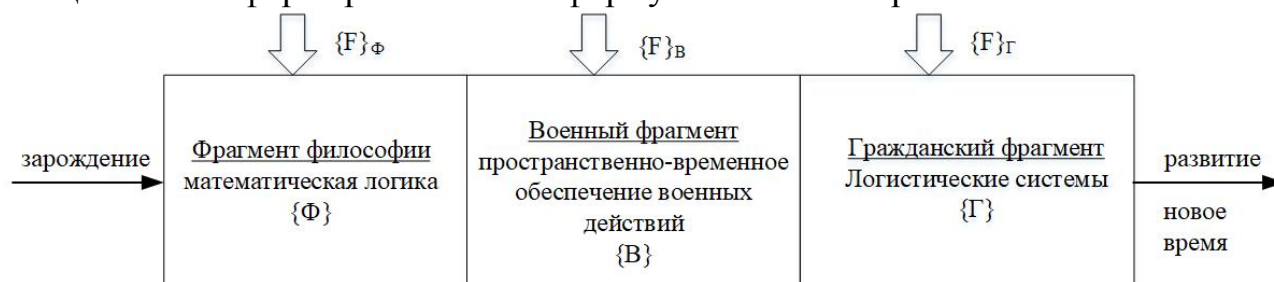 {F}Ф
{F}В
{F}Г
зарождение
Фрагмент философии
математическая логика
{Ф}
Военный фрагмент
пространственно-временное
обеспечение военных
действий
{В}
Гражданский фрагмент
Логистические системы
{Г}
развитие
новое
время